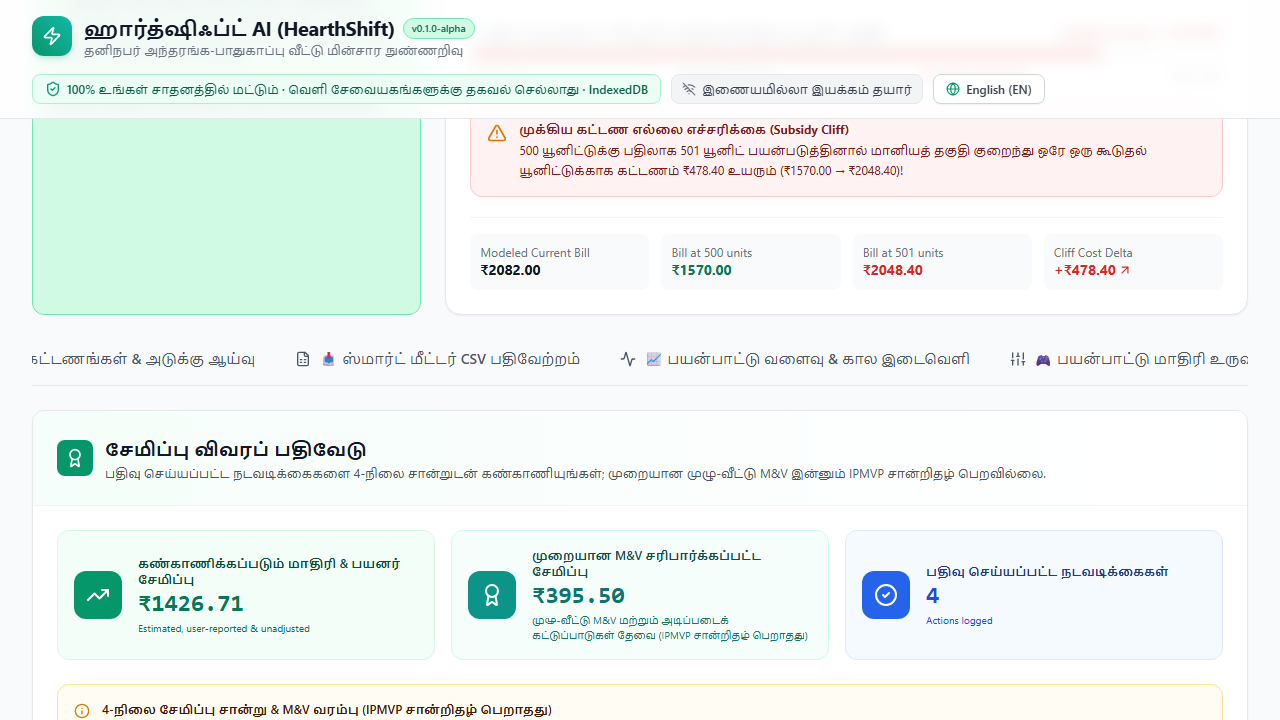 ஹார்த்ஷிஃப்ட் AI (HearthShift) v0.1.0-alpha
தனிநபர் அந்தரங்க-பாதுகாப்பு வீட்டு மின்சார நுண்ணறிவு
100% உங்கள் சாதனத்தில் மட்டும் · வெளி சேவையகங்களுக்கு தகவல் செல்லாது · IndexedDB
இணையமில்லா இயக்கம் தயார்
English (EN)
முக்கிய கட்டண எல்லை எச்சரிக்கை (Subsidy Cliff)
500 யூனிட்டுக்கு பதிலாக 501 யூனிட் பயன்படுத்தினால் மானியத் தகுதி குறைந்து ஒரே ஒரு கூடுதல்
யூனிட்டுக்காக கட்டணம் ₹478.40 உயரும் (₹1570.00 → ₹2048.40)!
Modeled Current Bill
₹2082.00
Bill at 500 units
₹1570.00
Bill at 501 units
₹2048.40
Cliff Cost Delta
+₹478.40
கட்டணங்கள் & அடுக்கு ஆய்வு
ஸ்மார்ட் மீட்டர் CSV பதிவேற்றம்
பயன்பாட்டு வளைவு & கால இடைவெளி
பயன்பாட்டு மாதிரி
சேமிப்பு விவரப் பதிவேடு
பதிவு செய்யப்பட்ட நடவடிக்கைகளை 4-நிலை சான்றுடன் கண்காணியுங்கள்; முறையான முழு-வீட்டு M&V இன்னும் IPMVP சான்றிதழ் பெறவில்லை.
கண்காணிக்கப்படும் மாதிரி & பயனர்
சேமிப்பு
₹1426.71
Estimated, user-reported & unadjusted
முறையான M&V சரிபார்க்கப்பட்ட
சேமிப்பு
₹395.50
முழு-வீட்டு M&V மற்றும் அடிப்படைக்
கட்டுப்பாடுகள் தேவை (IPMVP சான்றிதழ் பெறாதது)
பதிவு செய்யப்பட்ட நடவடிக்கைகள்
4
Actions logged
4-நிலை சேமிப்பு சான்று & M&V வரம்பு (IPMVP சான்றிதழ் பெறாதது)